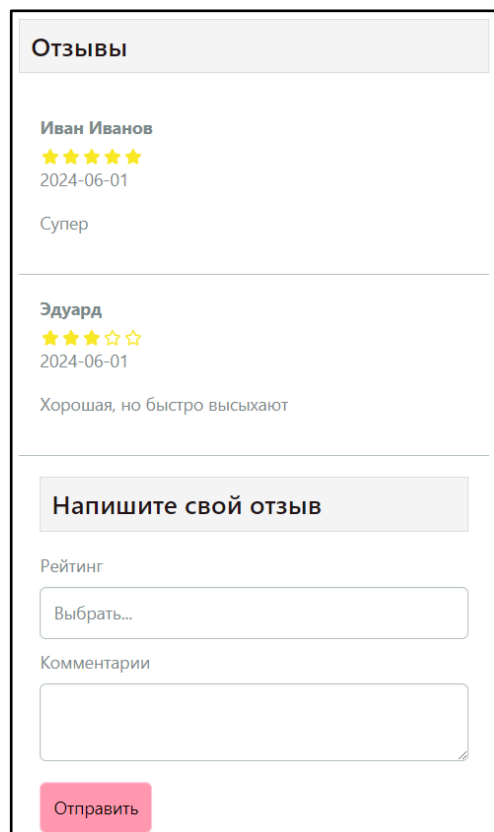 Отзывы
Иван Иванов
2024-06-01
Супер
Эдуард
2024-06-01
Хорошая, но быстро высыхают
Напишите свой отзыв
Рейтинг
Выбрать...
Комментарии
Отправить